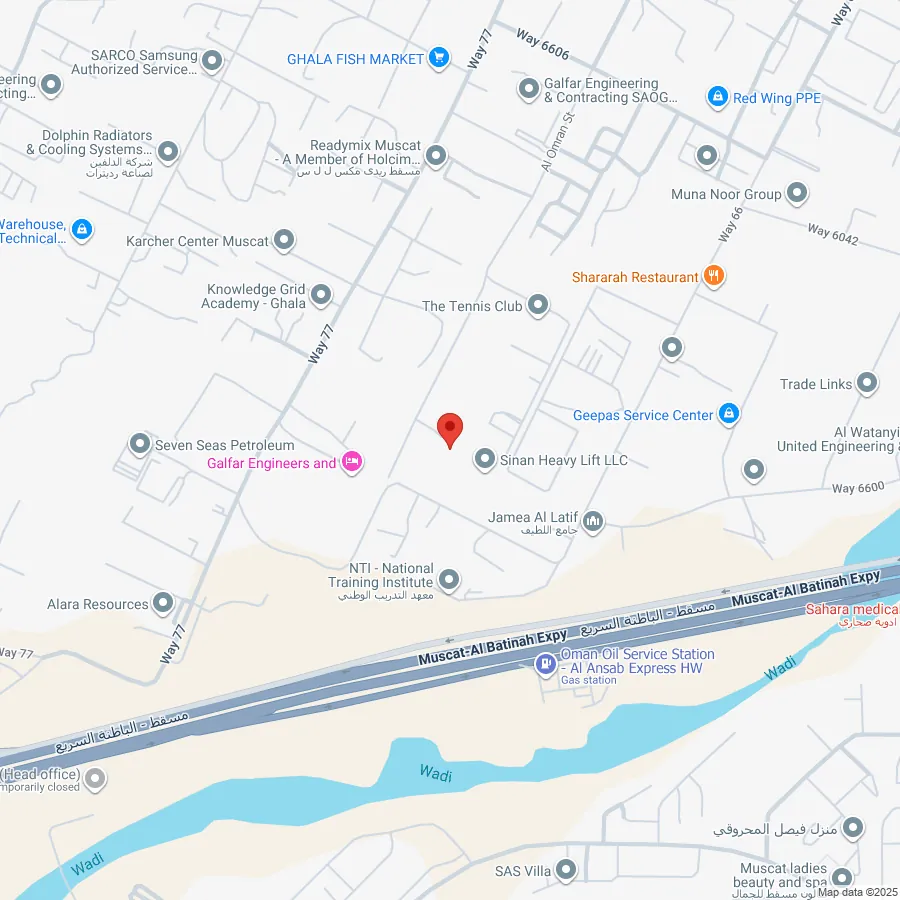 Way 6606
Way 77
SARCO Samsung
Authorized Service...
GHALA FISH MARKET
eering
cting...
Galfar Engineering
& Contracting SAOG...
Red Wing PPE
Al Omran St
Dolphin Radiators
& Cooling Systems...
شركة الدلفين
لصناعة رديترات
Readymix Muscat
- A Member of Holcim...
مسقط ريدى مكس ل ل س
Muna Noor Group
Way 66
Way 6042
Warehouse,
Technical...
Karcher Center Muscat
Shararah Restaurant
Knowledge Grid
Academy - Ghala
The Tennis Club
Way 77
Trade Links
Geepas Service Center
Al Watanyi
United Engineering &
Seven Seas Petroleum
Galfar Engineers and
Sinan Heavy Lift LLC
Way 6600
Jamea Al Latif
جامع اللطيف
NTI - National
Training Institute
معهد التدريب الوطني
Muscat-Al Batinah Expy
Alara Resources
Sahara medical
ادوية صحارى
مسقط - الباطنة السريع
Muscat-Al Batinah Expy
Way 77
Way 77
Oman Oil Service Station
- Al Ansab Express HW
Gas station
Wadi
مسقط - الباطنة السريع
(Head office)
mporarily closed
Wadi
منزل فيصل المحروقي
Wadi
SAS Villa
Muscat ladies
beauty and spa
لون مسقط للجمال
Map data ©2025